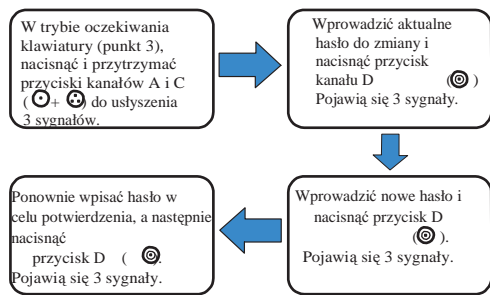 W trybie oczekiwania
klawiatury (punkt 3),
nacisnąć i przytrzymać
przyciski kanałów A i C
( + ) do usłyszenia
3 sygnałów.
Wprowadzić aktualne
hasło do zmiany i
nacisnąć przycisk
kanału D ( )
Pojawią się 3 sygnały.
Wprowadzić nowe hasło i
nacisnąć przycisk D
( ).
Pojawią się 3 sygnały.
Ponownie wpisać hasło w
celu potwierdzenia, a następnie
nacisnąć
przycisk D ( ).
Pojawią się 3 sygnały.